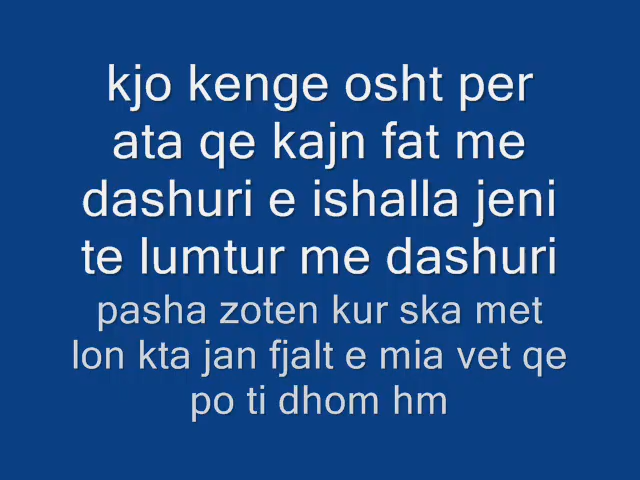 kjo kenge osht per
ata qe kajn fat me
dashuri e ishalla jeni
te lumtur me dashuri
pasha zoten kur ska met
lon kta jan fjalt e mia vet qe
po ti dhom hm